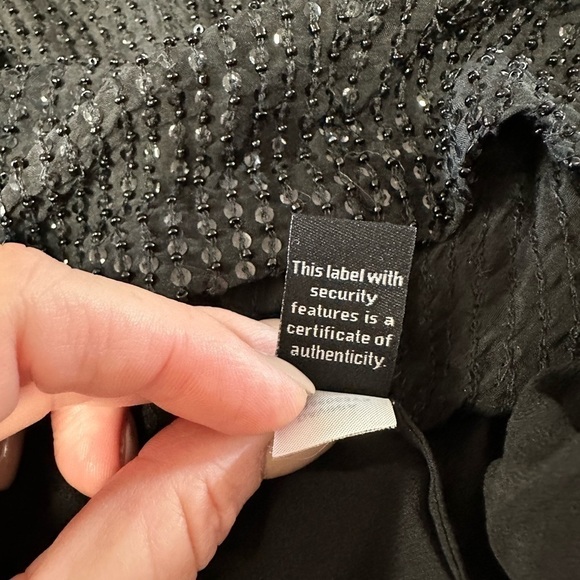 This label with
security
features is a
certificate of
authenticity.